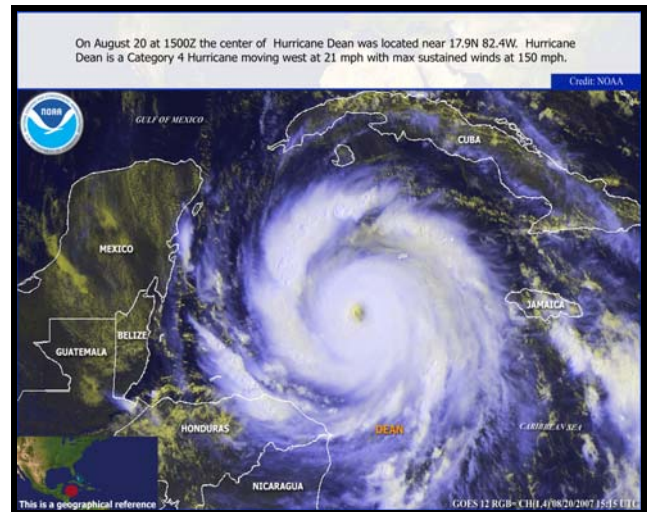 On August 20 at 1500Z the center of Hurricane Dean was located near 17.9N 82.4W. Hurricane
Dean is a Category 4 Hurricane moving west at 21 mph with max sustained winds at 150 mph.
Credit: NOAA
NOAA
GULF OF MEXICO
CUBA
MEXICO
JAMAICA
BELIZE
GUATEMALA
HONDURAS
DEAN
CARIBBEAN SEA
NICARAGUA
This is a geographical reference
GOES 12 RGB= CH(1,4) 08/20/2007 15:15 UTC